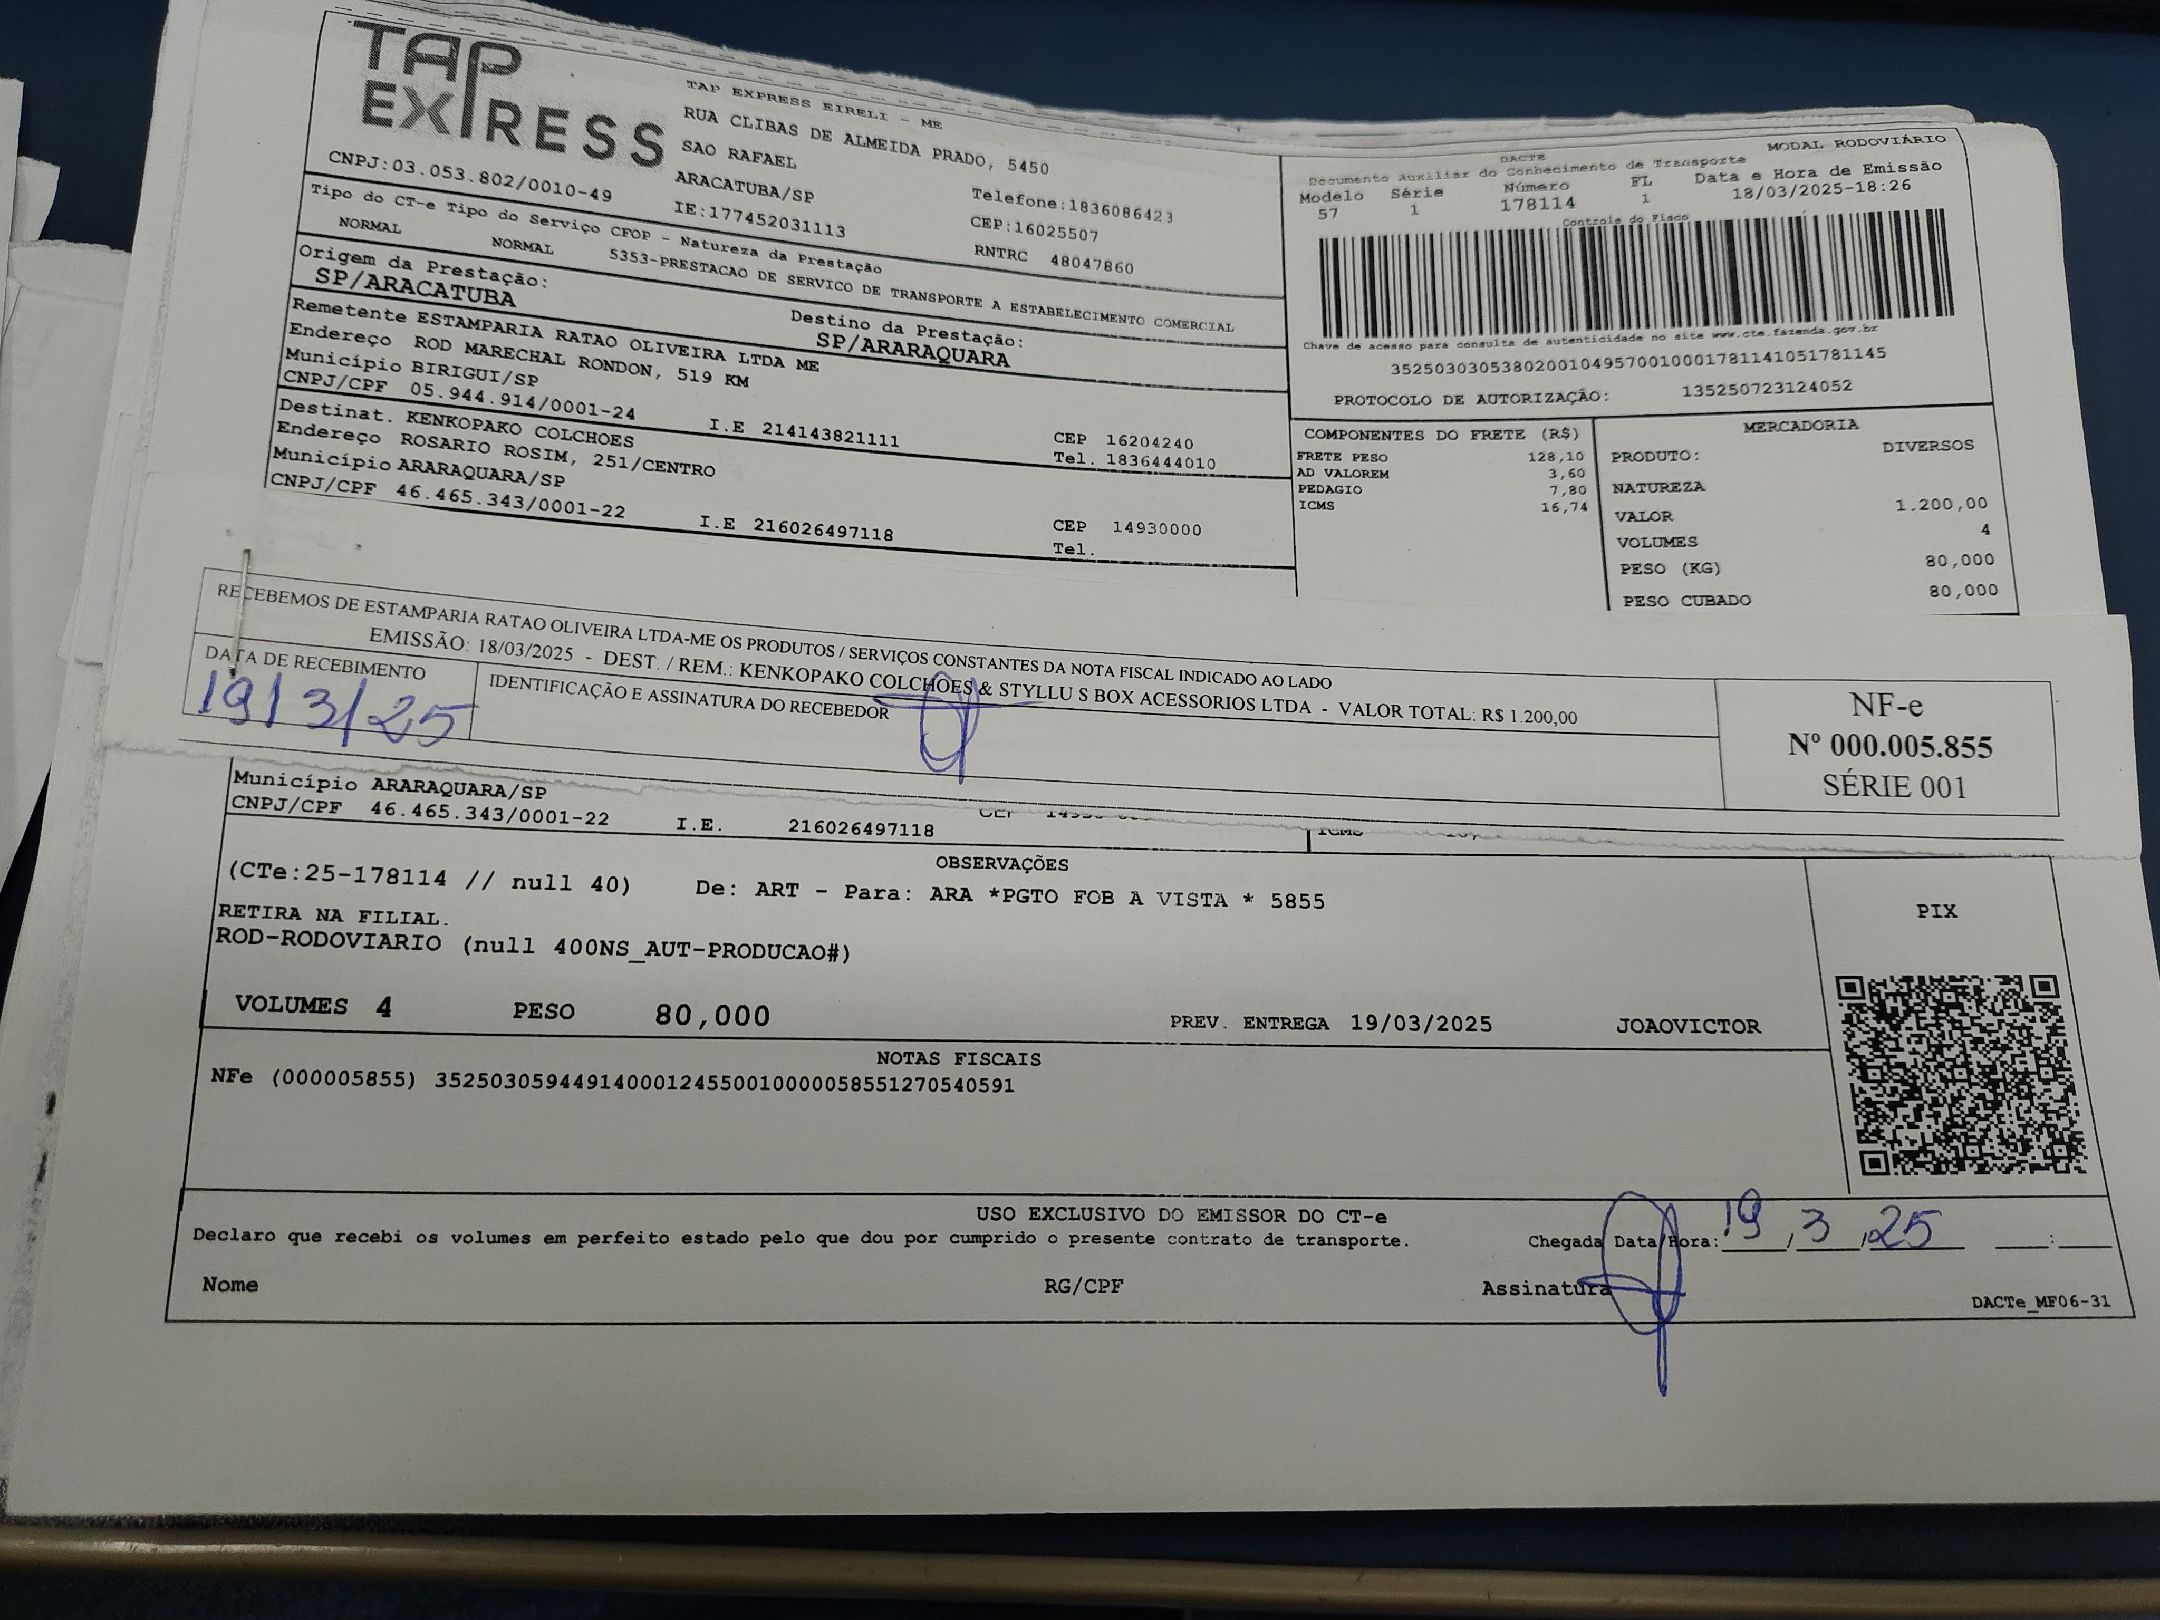 TAP
EXPRESS
TAP EXPRESS EIRELI - ME
RUA CLIBAS DE ALMEIDA PRADO, 5450
SAO RAFAEL
ARACATUBA/SP
Telefone:1836086423
CNPJ:03.053.802/0010-49
IE:177452031113
CEP:16025507
RNTRC 48047860
Tipo do CT-e Tipo do Serviço CFOP - Natureza da Prestação
NORMAL NORMAL 5353-PRESTACAO DE SERVICO DE TRANSPORTE A ESTABELECIMENTO COMERCIAL
Origem da Prestação:
SP/ARACATUBA
Destino da Prestação:
SP/ARARAQUARA
Remetente ESTAMPARIA RATAO OLIVEIRA LTDA ME
Endereço ROD MARECHAL RONDON, 519 KM
Município BIRIGUI/SP
CNPJ/CPF 05.944.914/0001-24 I.E 214143821111
CEP 16204240
Tel. 1836444010
Destinat. KENKOPAKO COLCHOES
Endereço ROSARIO ROSIM, 251/CENTRO
Município ARARAQUARA/SP
CNPJ/CPF 46.465.343/0001-22 I.E 216026497118
CEP 14930000
Tel.
DACTE
MODAL RODOVIÁRIO
Documento Auxiliar do Conhecimento de Transporte
Modelo Série Número FL Data e Hora de Emissão
57 1 178114 1 18/03/2025-18:26
Controle do Fisco
Chave de acesso para consulta de autenticidade no site www.cte.fazenda.gov.br
35250303053802001049570010001781141051781145
PROTOCOLO DE AUTORIZAÇÃO: 135250723124052
COMPONENTES DO FRETE (R$)
FRETE PESO 128,10
AD VALOREM 3,60
PEDAGIO 7,80
ICMS 16,74
MERCADORIA
PRODUTO: DIVERSOS
NATUREZA
VALOR 1.200,00
VOLUMES 4
PESO (KG) 80,000
PESO CUBADO 80,000
RECEBEMOS DE ESTAMPARIA RATAO OLIVEIRA LTDA-ME OS PRODUTOS / SERVIÇOS CONSTANTES DA NOTA FISCAL INDICADO AO LADO
EMISSÃO: 18/03/2025 - DEST. / REM.: KENKOPAKO COLCHOES & STYLLU S BOX ACESSORIOS LTDA - VALOR TOTAL: R$ 1.200,00
DATA DE RECEBIMENTO
19/3/25
IDENTIFICAÇÃO E ASSINATURA DO RECEBEDOR
NF-e
Nº 000.005.855
SÉRIE 001
Município ARARAQUARA/SP
CNPJ/CPF 46.465.343/0001-22 I.E. 216026497118
OBSERVAÇÕES
(CTe:25-178114 // null 40) De: ART - Para: ARA *PGTO FOB A VISTA * 5855
RETIRA NA FILIAL.
ROD-RODOVIARIO (null 400NS_AUT-PRODUCAO#)
VOLUMES 4 PESO 80,000 PREV. ENTREGA 19/03/2025 JOAOVICTOR
PIX
NOTAS FISCAIS
NFe (000005855) 35250305944914000124550010000058551270540591
USO EXCLUSIVO DO EMISSOR DO CT-e
Declaro que recebi os volumes em perfeito estado pelo que dou por cumprido o presente contrato de transporte.
Chegada Data/Hora: 19/3/25 __:__
Nome RG/CPF Assinatura
DACTe_MF06-31